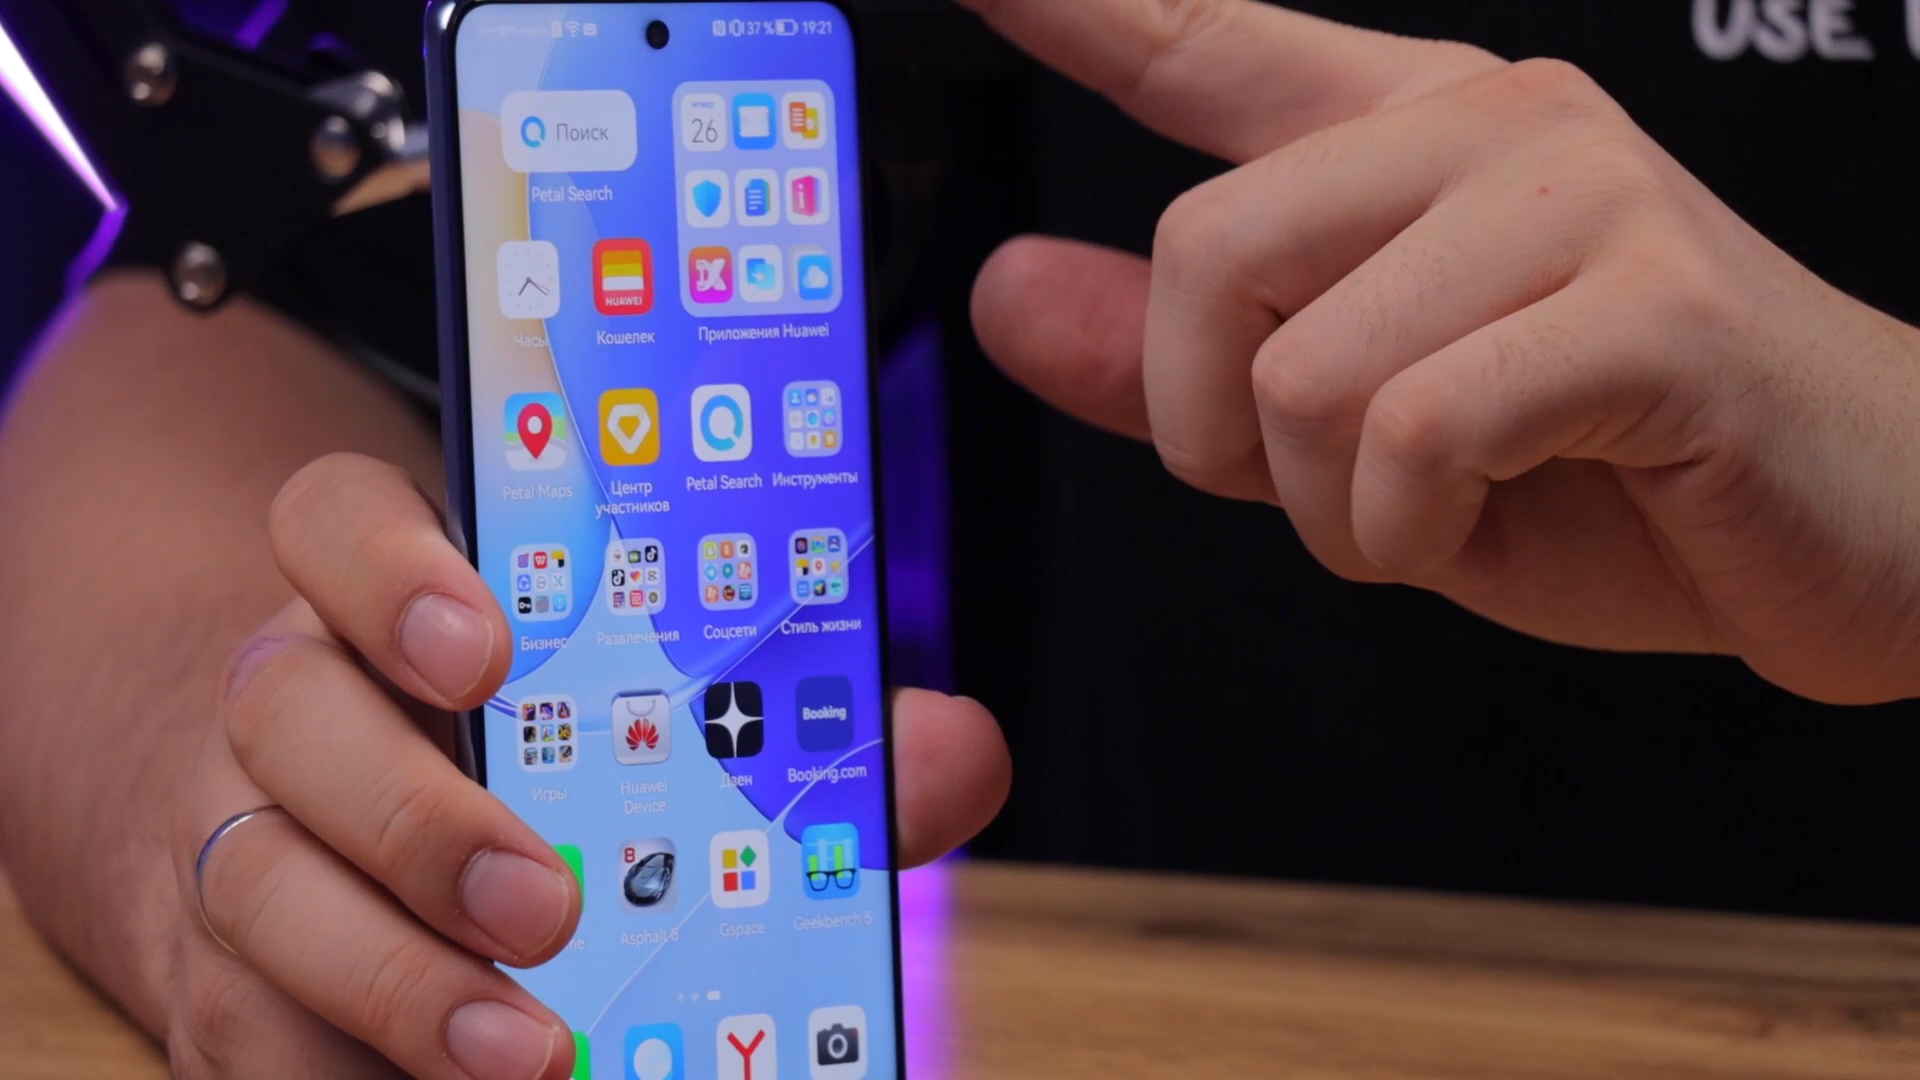 USE
37 % 19:21
Поиск
26
Petal Search
HUAWEI
Часы
Кошелек
Приложения Huawei
Petal Maps
Центр
участников
Petal Search
Инструменты
Бизнес
Развлечения
Соцсети
Стиль жизни
Booking
Игры
Huawei
Device
Дзен
Booking.com
8
Asphalt 8
Gspace
Geekbench 5